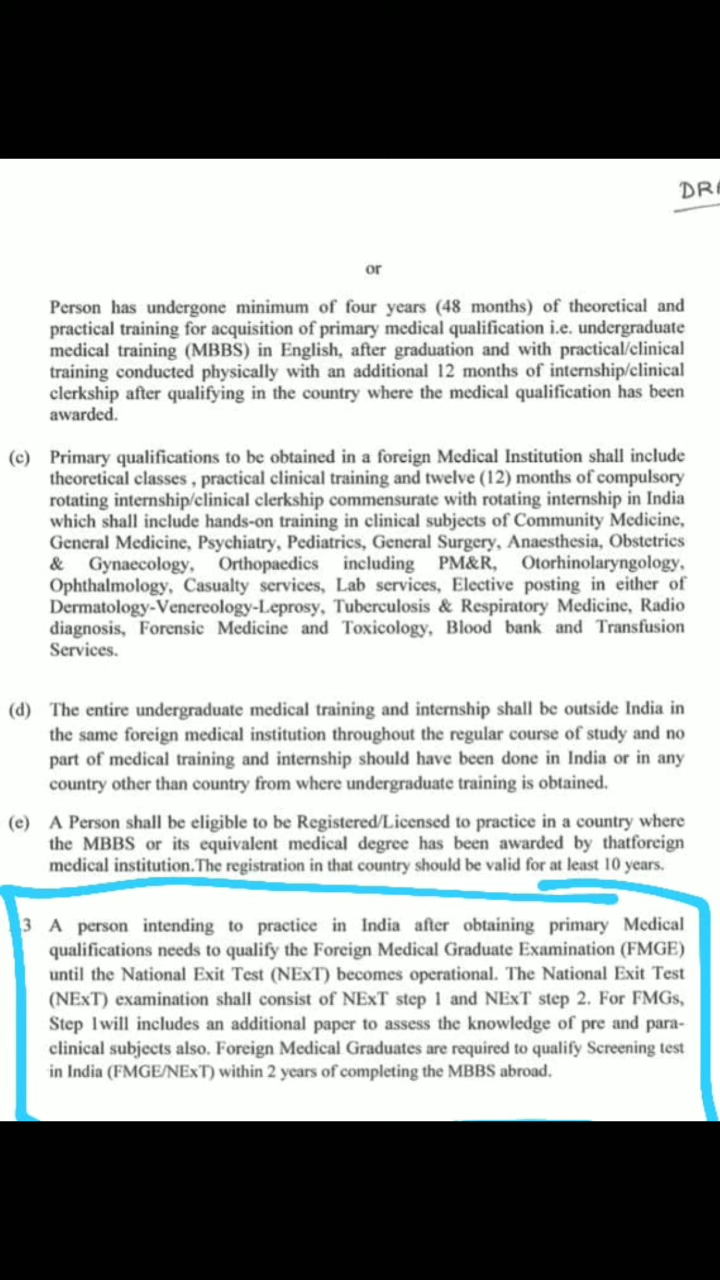 DRA
or
Person has undergone minimum of four years (48 months) of theoretical and
practical training for acquisition of primary medical qualification i.e. undergraduate
medical training (MBBS) in English, after graduation and with practical/clinical
training conducted physically with an additional 12 months of internship/clinical
clerkship after qualifying in the country where the medical qualification has been
awarded.
(c) Primary qualifications to be obtained in a foreign Medical Institution shall include
theoretical classes , practical clinical training and twelve (12) months of compulsory
rotating internship/clinical clerkship commensurate with rotating internship in India
which shall include hands-on training in clinical subjects of Community Medicine,
General Medicine, Psychiatry, Pediatrics, General Surgery, Anaesthesia, Obstetrics
& Gynaecology, Orthopaedics including PM&R, Otorhinolaryngology,
Ophthalmology, Casualty services, Lab services, Elective posting in either of
Dermatology-Venereology-Leprosy, Tuberculosis & Respiratory Medicine, Radio
diagnosis, Forensic Medicine and Toxicology, Blood bank and Transfusion
Services.
(d) The entire undergraduate medical training and internship shall be outside India in
the same foreign medical institution throughout the regular course of study and no
part of medical training and internship should have been done in India or in any
country other than country from where undergraduate training is obtained.
(e) A Person shall be eligible to be Registered/Licensed to practice in a country where
the MBBS or its equivalent medical degree has been awarded by thatforeign
medical institution.The registration in that country should be valid for at least 10 years.
3 A person intending to practice in India after obtaining primary Medical
qualifications needs to qualify the Foreign Medical Graduate Examination (FMGE)
until the National Exit Test (NExT) becomes operational. The National Exit Test
(NExT) examination shall consist of NExT step 1 and NExT step 2. For FMGs,
Step 1will includes an additional paper to assess the knowledge of pre and para-
clinical subjects also. Foreign Medical Graduates are required to qualify Screening test
in India (FMGE/NExT) within 2 years of completing the MBBS abroad.